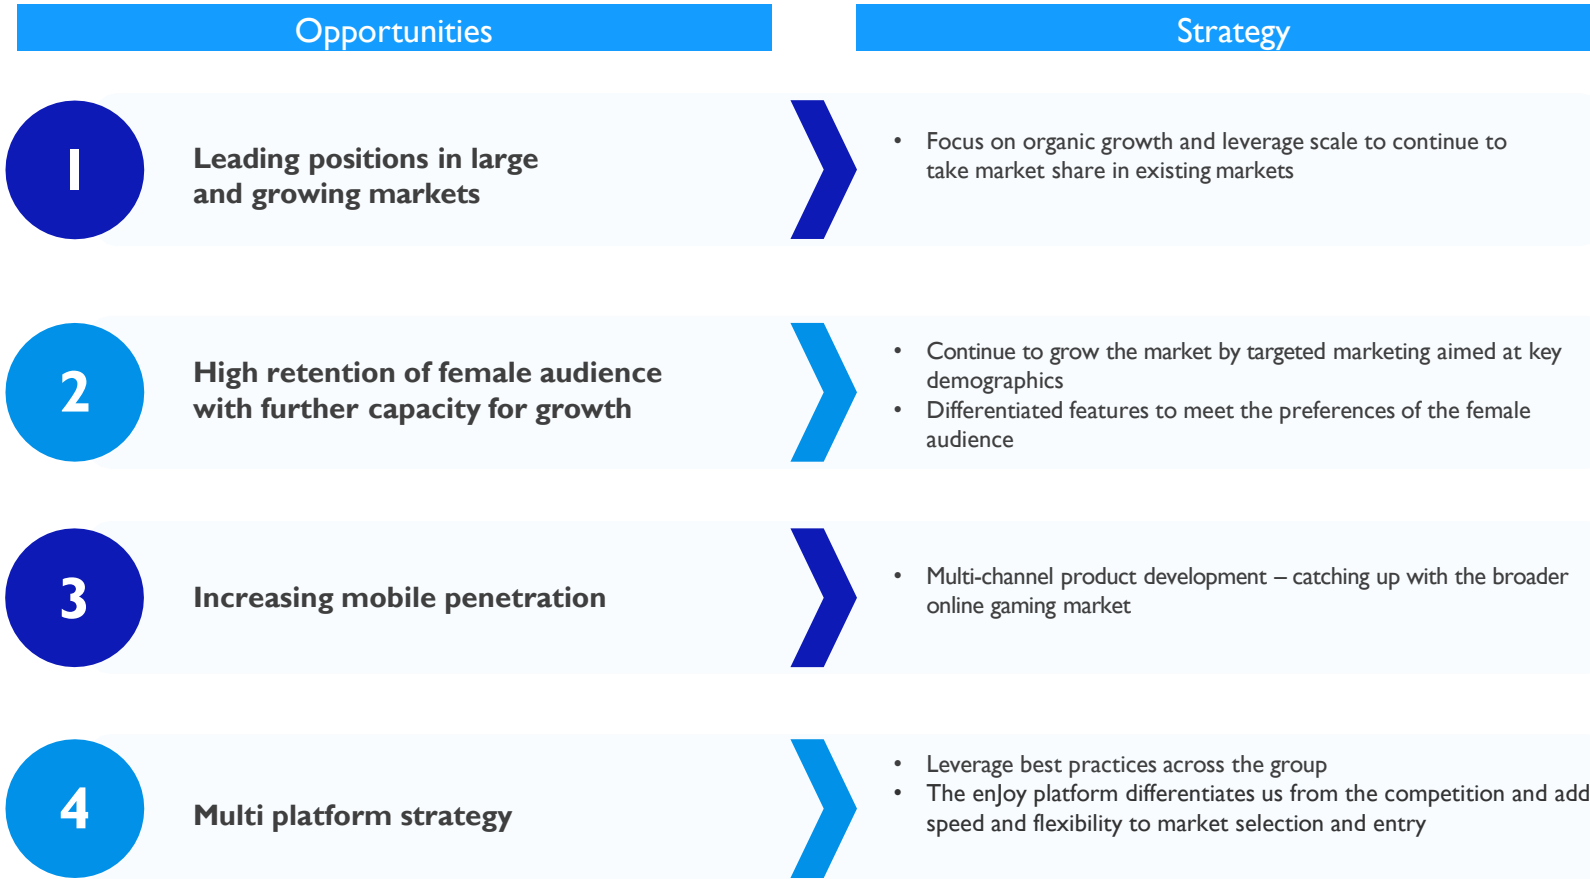 Opportunities
Strategy
1
Leading positions in large
and growing markets
• Focus on organic growth and leverage scale to continue to
take market share in existing markets
2
High retention of female audience
with further capacity for growth
• Continue to grow the market by targeted marketing aimed at key
demographics
• Differentiated features to meet the preferences of the female
audience
3
Increasing mobile penetration
• Multi-channel product development – catching up with the broader
online gaming market
4
Multi platform strategy
• Leverage best practices across the group
• The enJoy platform differentiates us from the competition and add
speed and flexibility to market selection and entry